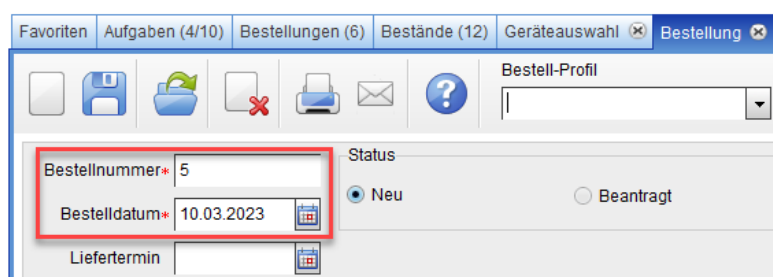 Favoriten Aufgaben (4/10) Bestellungen (6) Bestände (12) Geräteauswahl Bestellung
Bestell-Profil
Status
Bestellnummer* 5
Neu Beantragt
Bestelldatum* 10.03.2023
Liefertermin